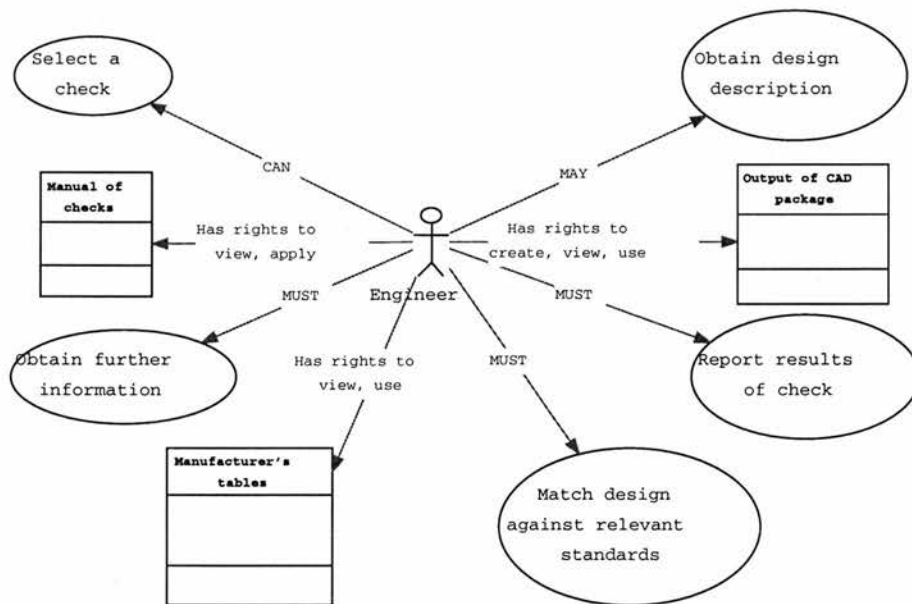 Select a
check
Obtain design
description
CAN
MAY
Manual of
checks
Output of CAD
package
Has rights to
view, apply
Has rights to
create, view, use
MUST
Engineer
MUST
Obtain further
information
Has rights to
view, use
MUST
Report results
of check
Manufacturer's
tables
Match design
against relevant
standards